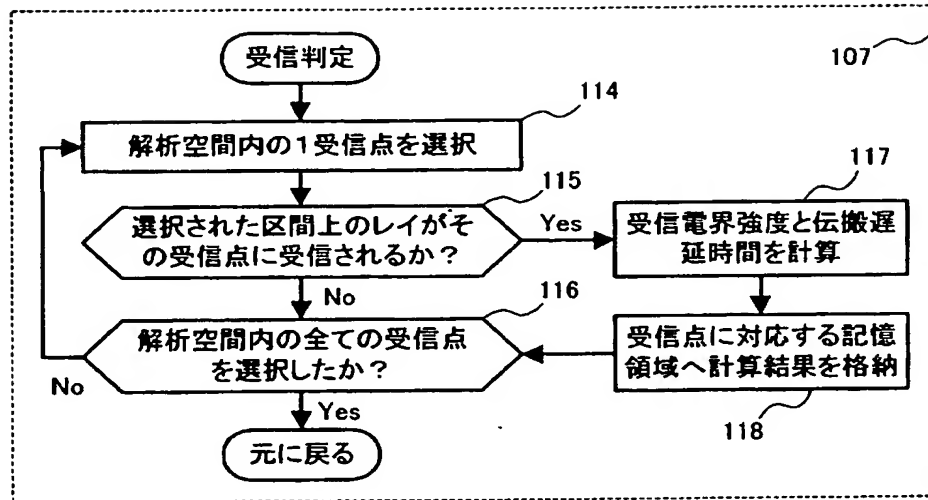 受信判定
107
114
解析空間内の1受信点を選択
115
選択された区間上のレイがそ
の受信点に受信されるか?
Yes
117
受信電界強度と伝搬遅
延時間を計算
No
116
解析空間内の全ての受信点
を選択したか?
No
受信点に対応する記憶
領域へ計算結果を格納
118
Yes
元に戻る